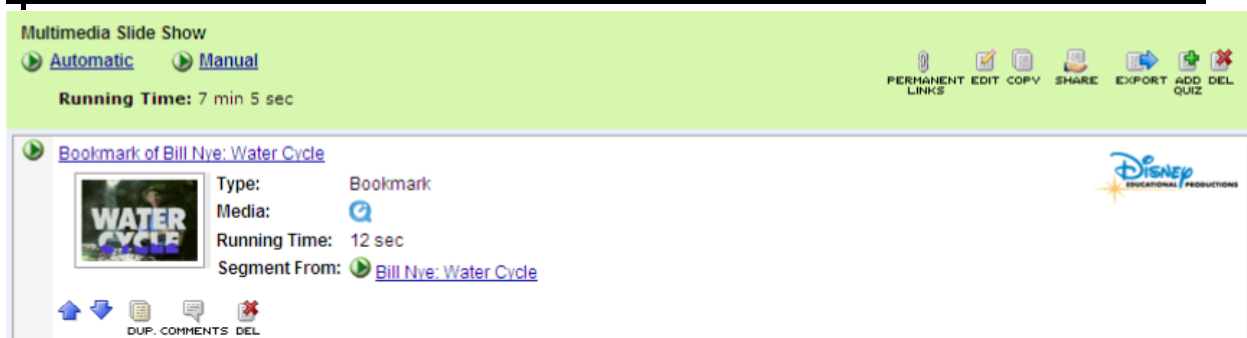 Multimedia Slide Show
Automatic Manual
Running Time: 7 min 5 sec
PERMANENT LINKS EDIT COPY SHARE EXPORT ADD QUIZ DEL
Bookmark of Bill Nye: Water Cycle
DISNEY
EDUCATIONAL PRODUCTIONS
WATER
CYCLE
Type: Bookmark
Media:
Running Time: 12 sec
Segment From: Bill Nye: Water Cycle
DUP. COMMENTS DEL